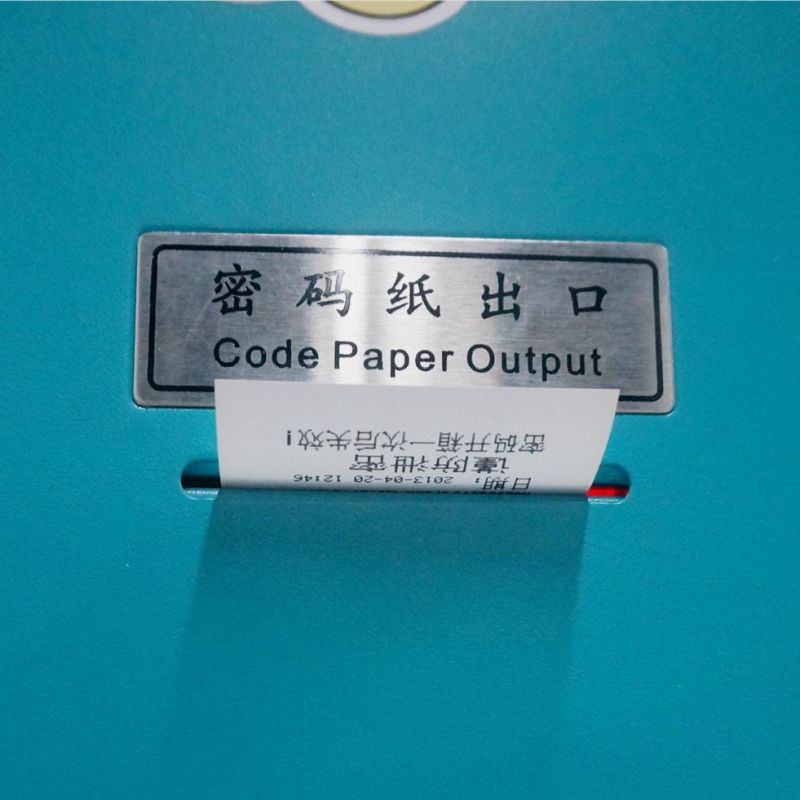 密码纸出口
Code Paper Output
日期：2013-04-20 12:46
谨防泄密
密码开箱一次后失效!